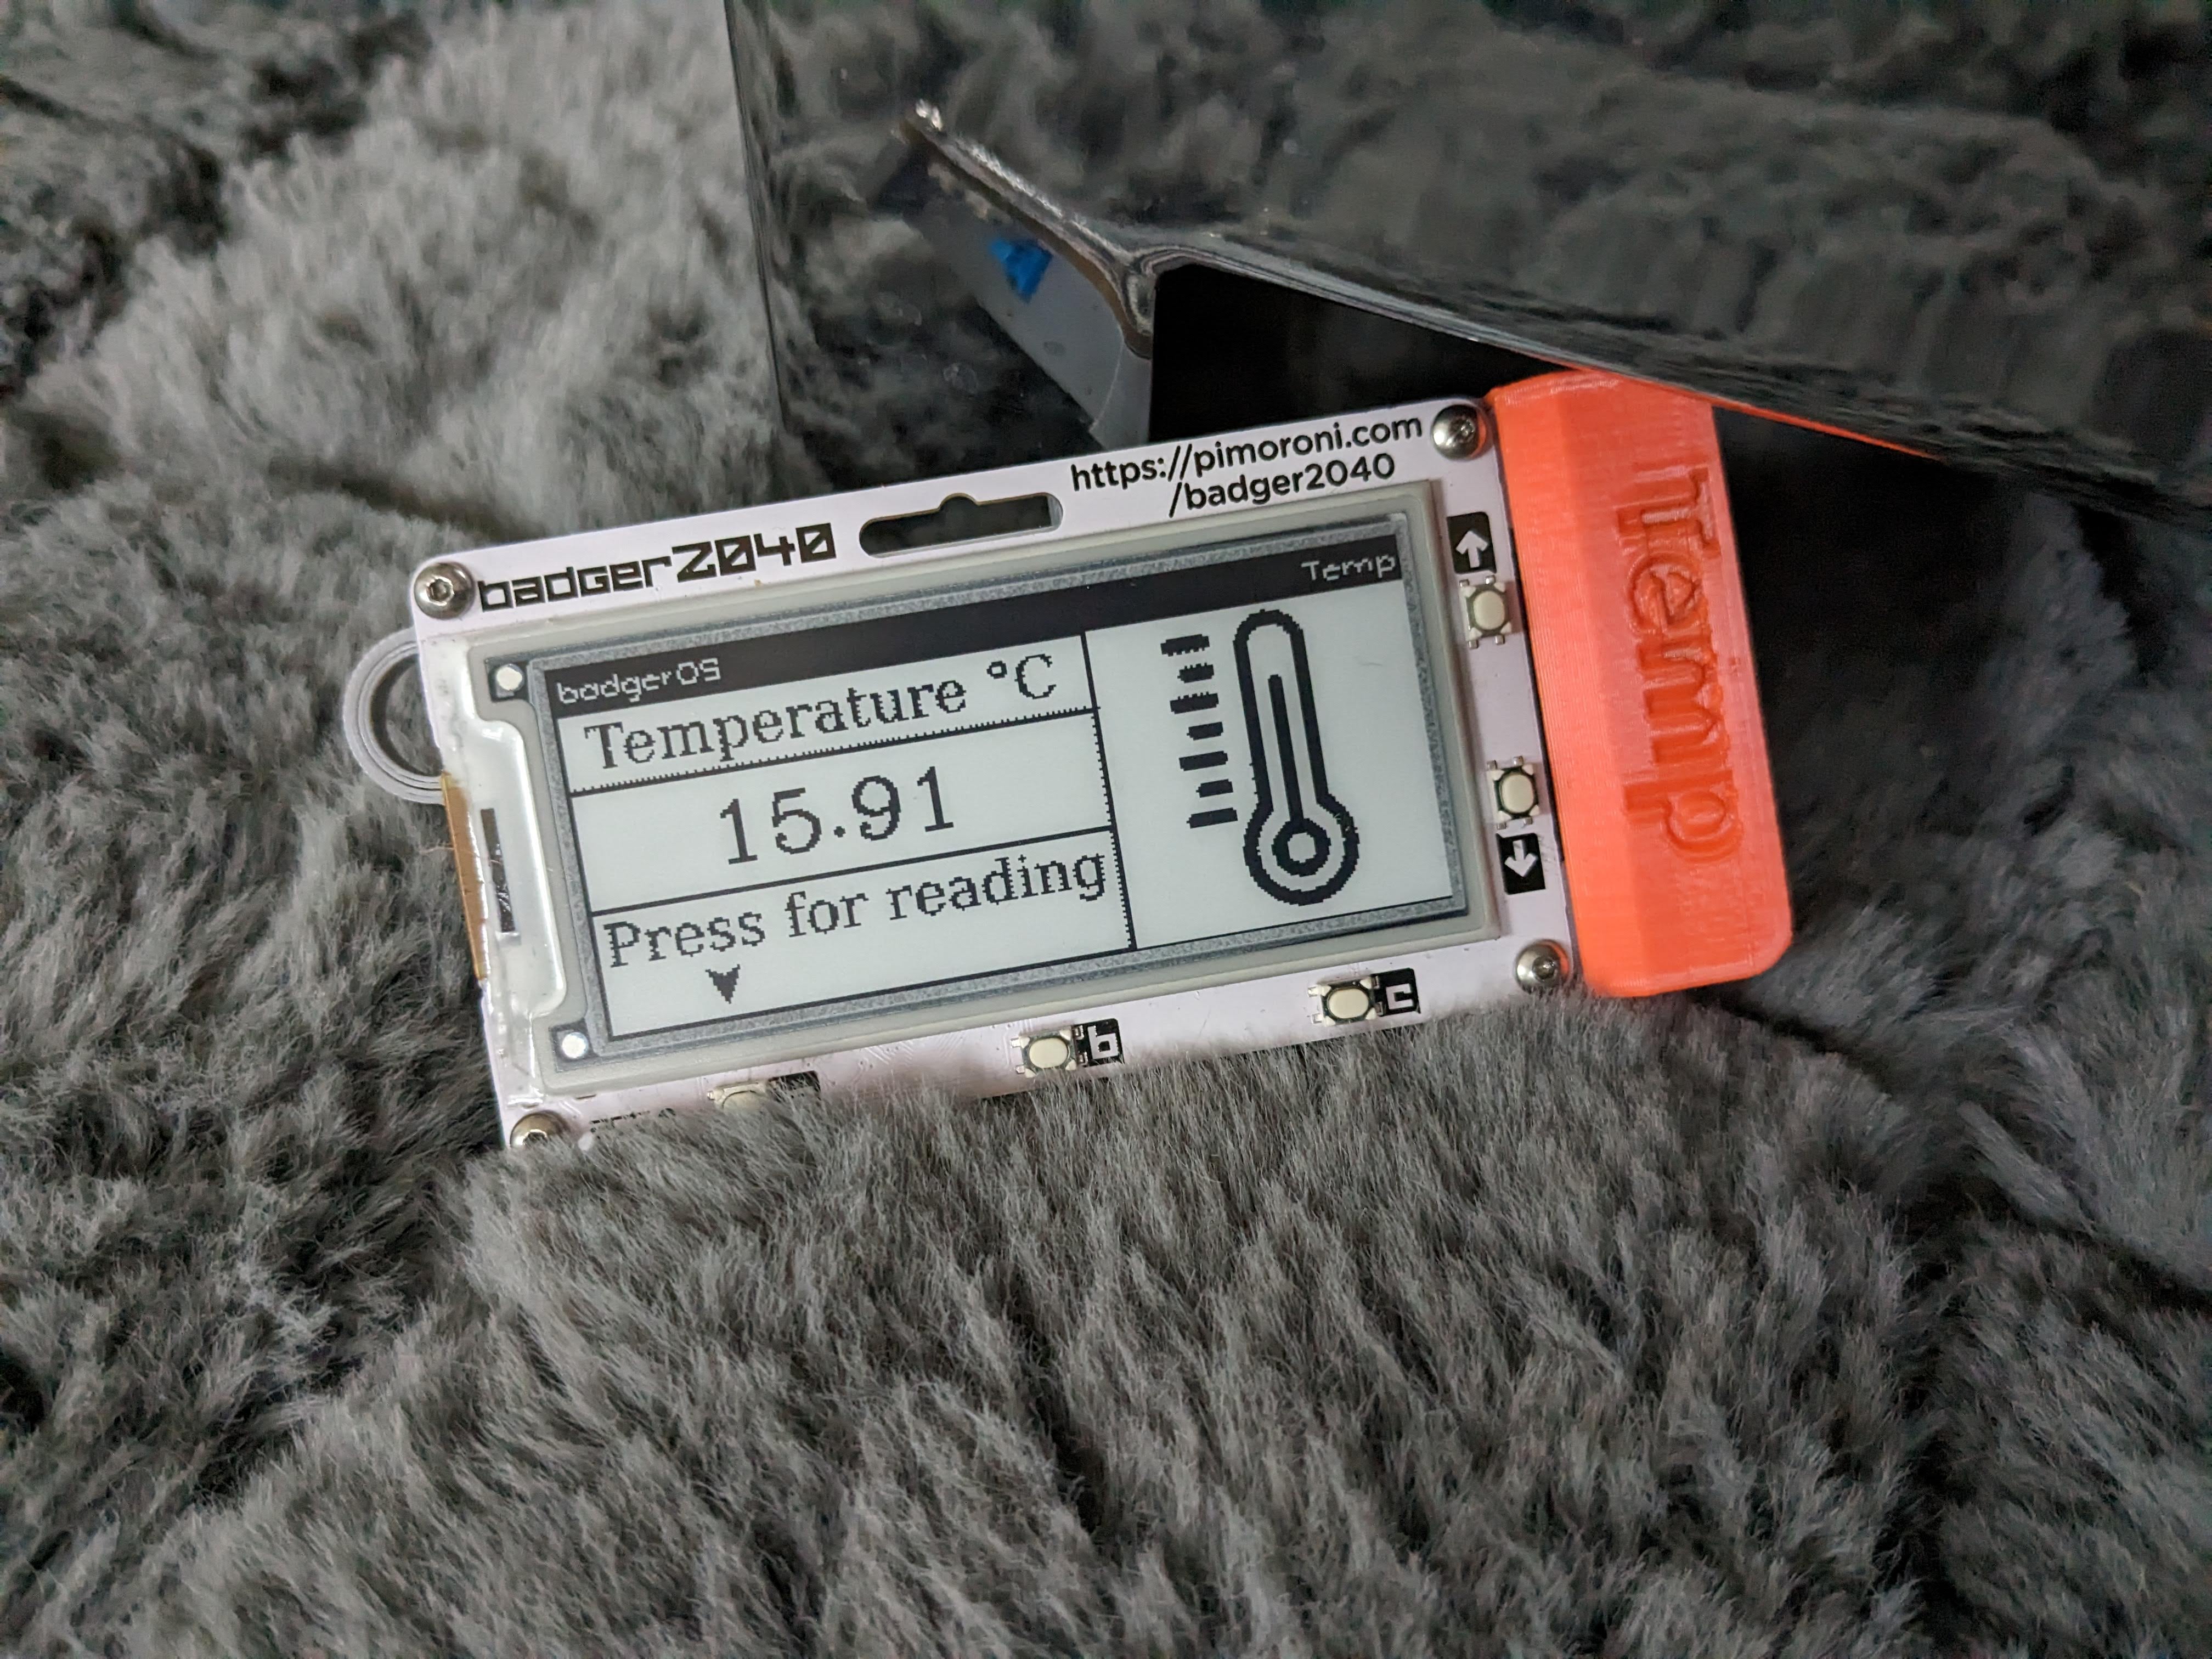 badger2040
https://pimoroni.com
/badger2040
badgerOS
Temp
Temperature °C
15.91
Press for reading
b
c
Temp